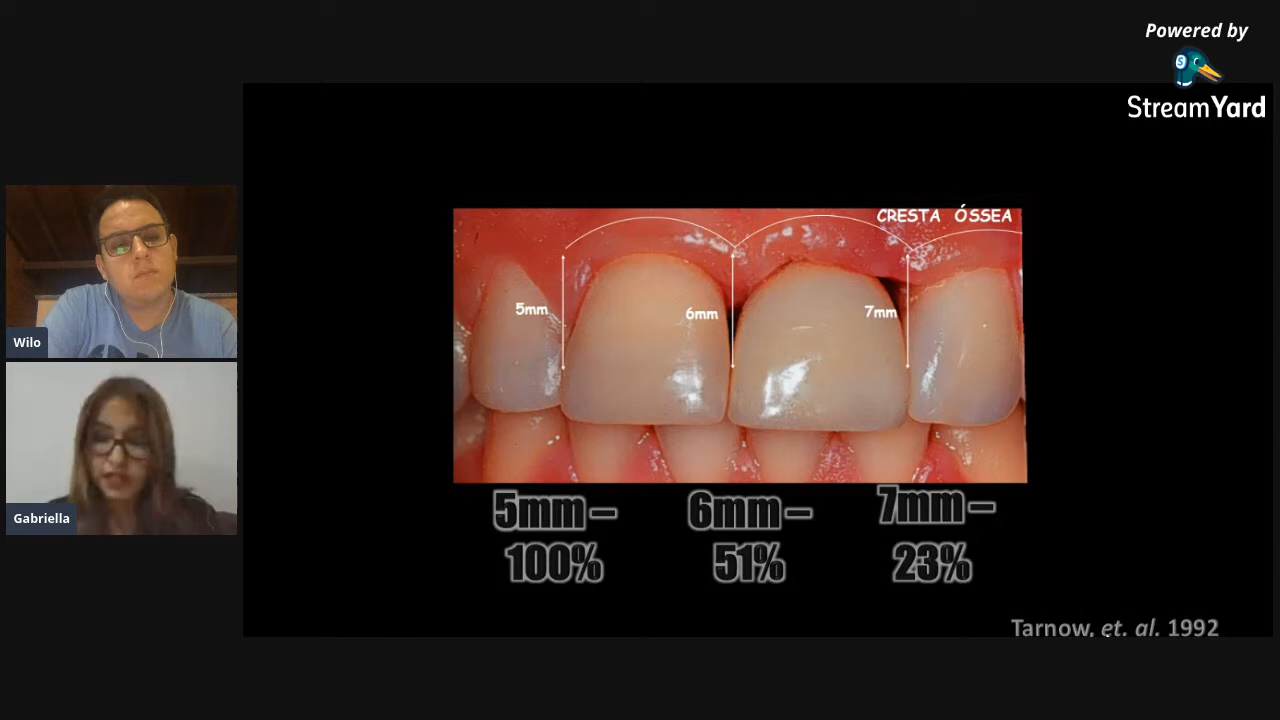 Powered by
StreamYard
CRESTA ÓSSEA
5mm
6mm
7mm
5mm –
100%
6mm –
51%
7mm –
23%
Tarnow, et. al. 1992
Wilo
Gabriella